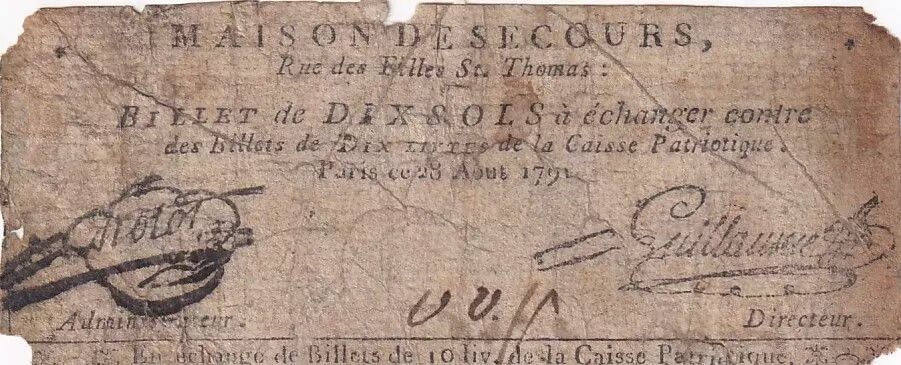 MAISON DE SECOURS,
Rue des Filles St. Thomas :
BILLET de DIX SOLS à échanger contre
des Billets de DIX LIVRES de la Caisse Patriotique.
Paris ce 28 Aout 1791
Guillaume
Administrateur. Directeur.
En échange de Billets de 10 liv. de la Caisse Patriotique,